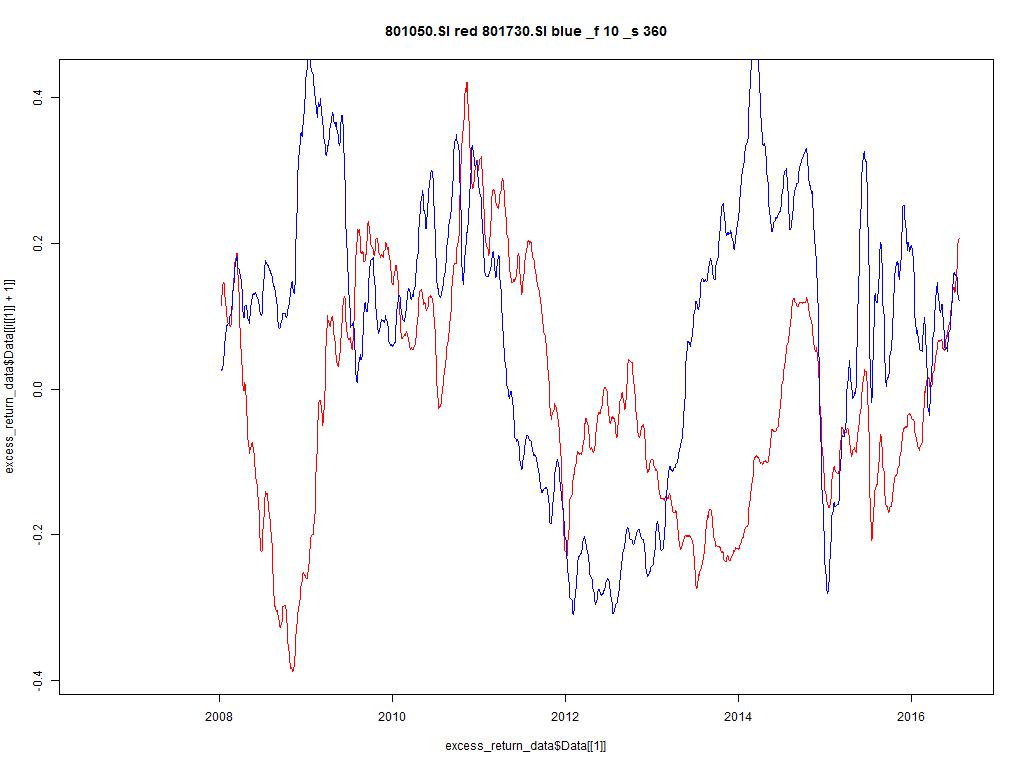 801050.SI red 801730.SI blue _f 10 _s 360
0.4
0.2
0.0
-0.2
-0.4
excess_return_data$Data[[i[1]] + 1]]
2008 2010 2012 2014 2016
excess_return_data$Data[[1]]